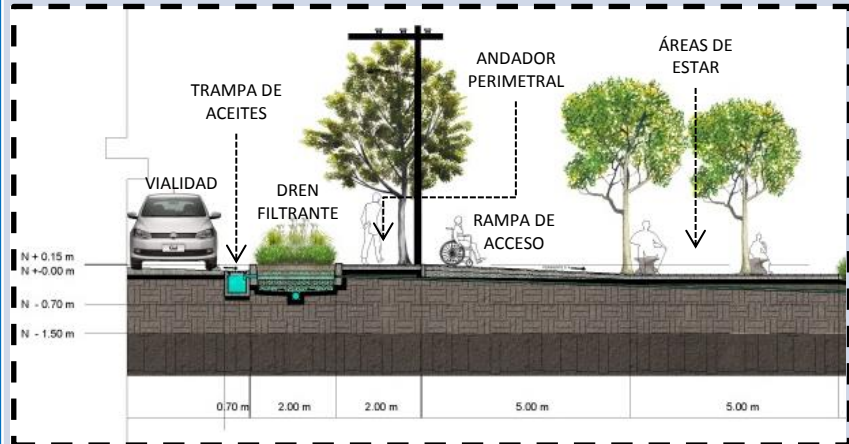 ANDADOR
PERIMETRAL
ÁREAS DE
ESTAR
TRAMPA DE
ACEITES
VIALIDAD
DREN
FILTRANTE
RAMPA DE
ACCESO
N + 0.15 m
N +-0.00 m
N - 0.70 m
N - 1.50 m
0.70 m
2.00 m
2.00 m
5.00 m
5.00 m